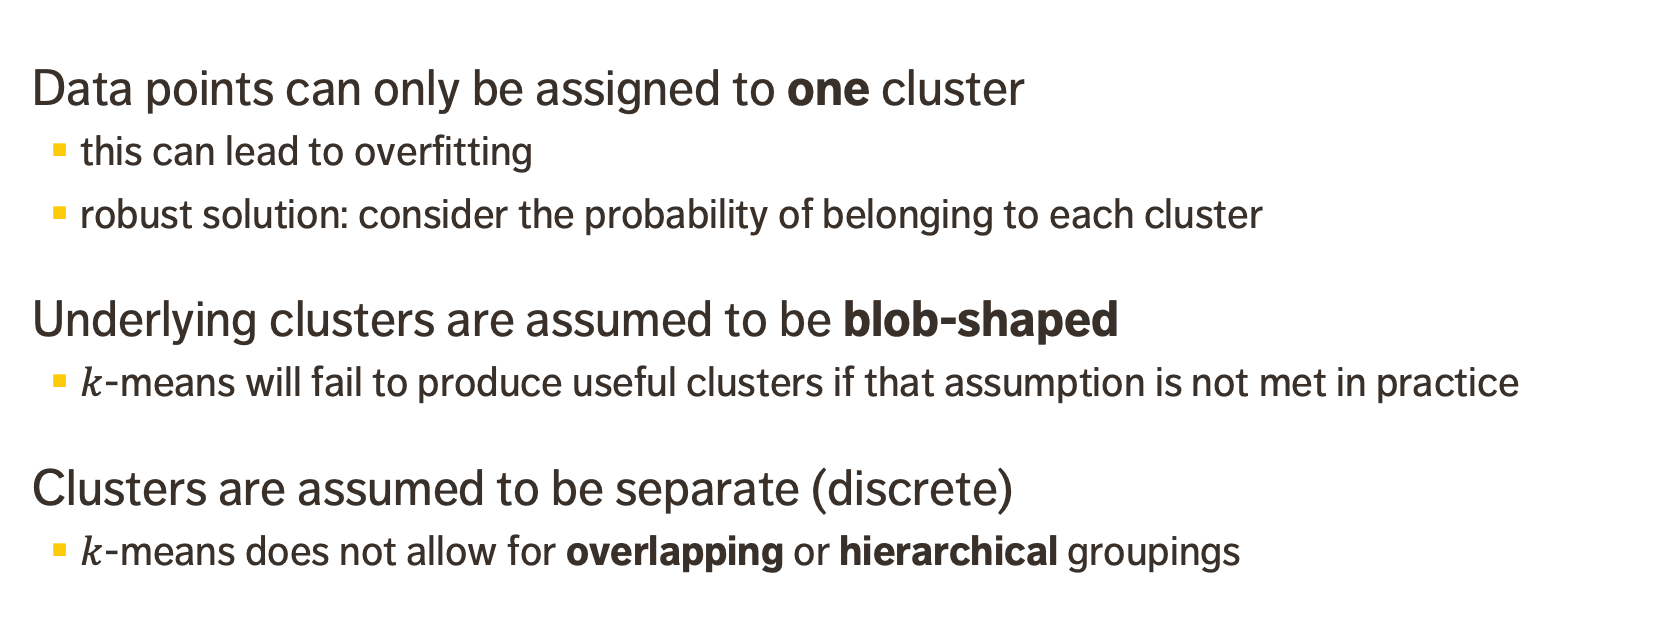 Data points can only be assigned to one cluster
this can lead to overfitting
robust solution: consider the probability of belonging to each cluster
Underlying clusters are assumed to be blob-shaped
k-means will fail to produce useful clusters if that assumption is not met in practice
Clusters are assumed to be separate (discrete)
k-means does not allow for overlapping or hierarchical groupings